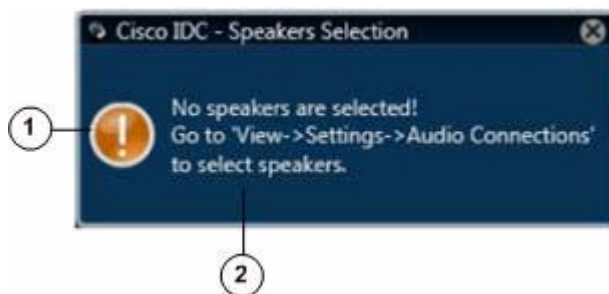 Cisco IDC - Speakers Selection
1
No speakers are selected!
Go to 'View->Settings->Audio Connections'
to select speakers.
2